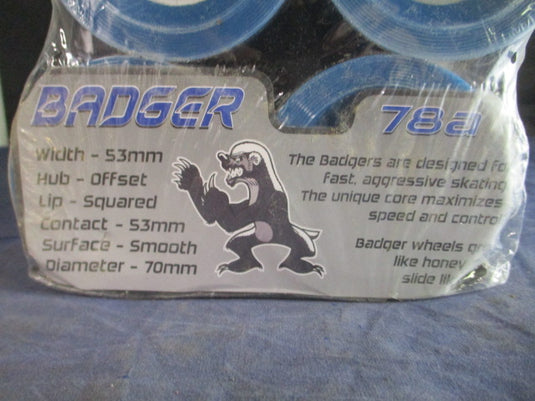 BADGER
78a
Width - 53mm
Hub - Offset
Lip - Squared
Contact - 53mm
Surface - Smooth
Diameter - 70mm
The Badgers are designed
fast, aggressive skating
The unique core maximizes
speed and control
Badger wheels
like honey
slide